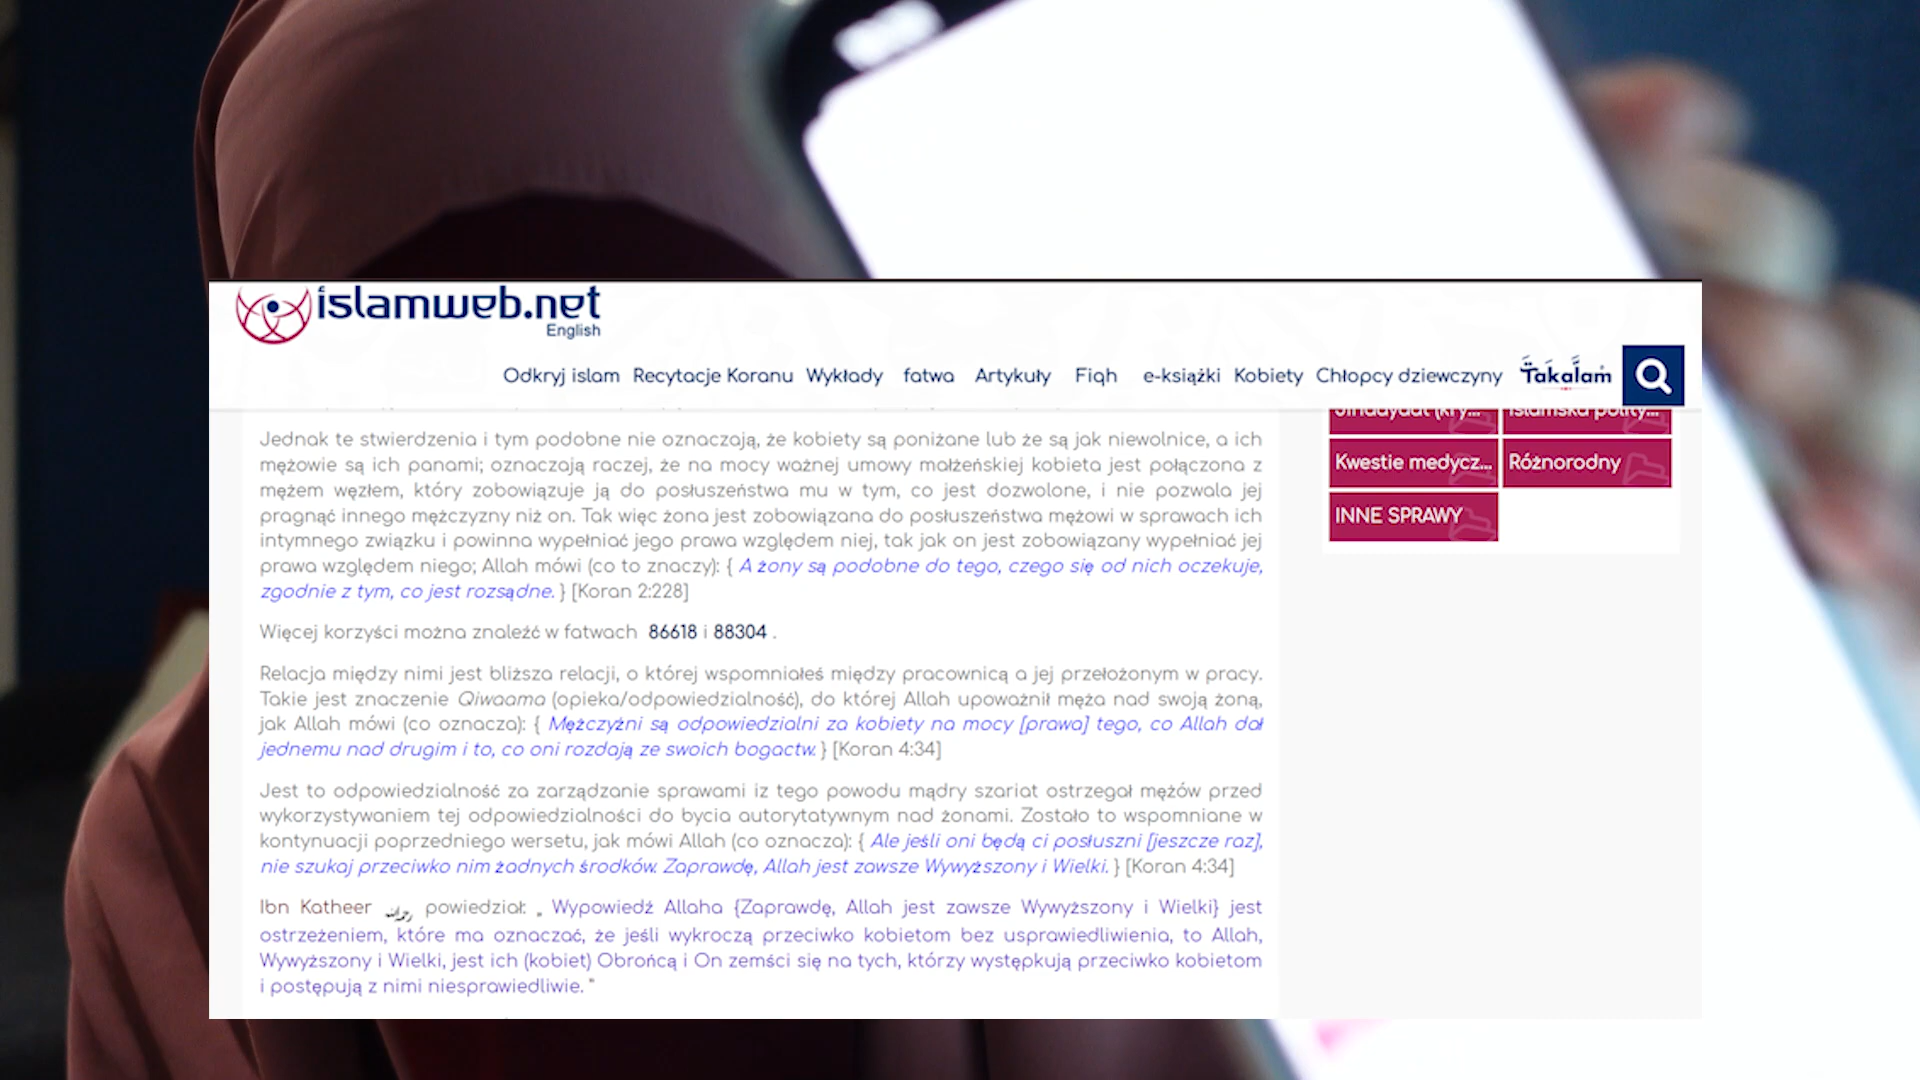 islamweb.net
English
Odkryj islam Recytacje Koranu Wykłady fatwa Artykuły Fiqh e-książki Kobiety Chłopcy dziewczyny Takalam
Jednak te stwierdzenia i tym podobne nie oznaczają, że kobiety są poniżane lub że są jak niewolnice, a ich
mężowie są ich panami; oznaczają raczej, że na mocy ważnej umowy małżeńskiej kobieta jest połączona z
mężem węzłem, który zobowiązuje ją do posłuszeństwa mu w tym, co jest dozwolone, i nie pozwala jej
pragnąć innego mężczyzny niż on. Tak więc żona jest zobowiązana do posłuszeństwa mężowi w sprawach ich
intymnego związku i powinna wypełniać jego prawa względem niej, tak jak on jest zobowiązany wypełniać jej
prawa względem niego; Allah mówi (co to znaczy): { A żony są podobne do tego, czego się od nich oczekuje,
zgodnie z tym, co jest rozsądne. } [Koran 2:228]
Więcej korzyści można znaleźć w fatwach 86618 i 88304 .
Relacja między nimi jest bliższa relacji, o której wspomniałeś między pracownicą a jej przełożonym w pracy.
Takie jest znaczenie Qiwaama (opieka/odpowiedzialność), do której Allah upoważnił męża nad swoją żoną,
jak Allah mówi (co oznacza): { Mężczyźni są odpowiedzialni za kobiety na mocy [prawa] tego, co Allah dał
jednemu nad drugim i to, co oni rozdają ze swoich bogactw. } [Koran 4:34]
Jest to odpowiedzialność za zarządzanie sprawami iz tego powodu mądry szariat ostrzegał mężów przed
wykorzystywaniem tej odpowiedzialności do bycia autorytatywnym nad żonami. Zostało to wspomniane w
kontynuacji poprzedniego wersetu, jak mówi Allah (co oznacza): { Ale jeśli oni będą ci posłuszni [jeszcze raz],
nie szukaj przeciwko nim żadnych środków. Zaprawdę, Allah jest zawsze Wywyższony i Wielki. } [Koran 4:34]
Ibn Katheer powiedział: „ Wypowiedź Allaha {Zaprawdę, Allah jest zawsze Wywyższony i Wielki} jest
ostrzeżeniem, które ma oznaczać, że jeśli wykroczą przeciwko kobietom bez usprawiedliwienia, to Allah,
Wywyższony i Wielki, jest ich (kobiet) Obrońcą i On zemści się na tych, którzy występkują przeciwko kobietom
i postępują z nimi niesprawiedliwie. "
Islamska polity...
Kwestie medycz... Różnorodny
INNE SPRAWY